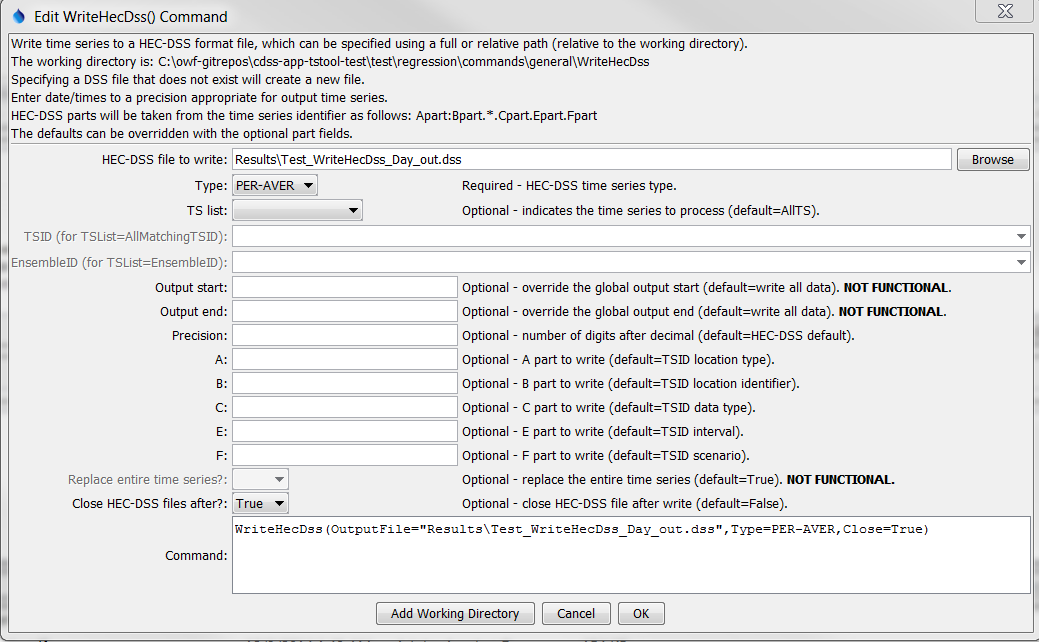 Edit WriteHecDss() Command
Write time series to a HEC-DSS format file, which can be specified using a full or relative path (relative to the working directory).
The working directory is: C:\owf-gitrepos\cdss-app-tstool-test\test\regression\commands\general\WriteHecDss
Specifying a DSS file that does not exist will create a new file.
Enter date/times to a precision appropriate for output time series.
HEC-DSS parts will be taken from the time series identifier as follows: Apart:Bpart.*.Cpart.Epart.Fpart
The defaults can be overridden with the optional part fields.
HEC-DSS file to write: Results\Test_WriteHecDss_Day_out.dss Browse
Type: PER-AVER Required - HEC-DSS time series type.
TS list: Optional - indicates the time series to process (default=AllTS).
TSID (for TSList=AllMatchingTSID):
EnsembleID (for TSList=EnsembleID):
Output start: Optional - override the global output start (default=write all data). NOT FUNCTIONAL.
Output end: Optional - override the global output end (default=write all data). NOT FUNCTIONAL.
Precision: Optional - number of digits after decimal (default=HEC-DSS default).
A: Optional - A part to write (default=TSID location type).
B: Optional - B part to write (default=TSID location identifier).
C: Optional - C part to write (default=TSID data type).
E: Optional - E part to write (default=TSID interval).
F: Optional - F part to write (default=TSID scenario).
Replace entire time series?: Optional - replace the entire time series (default=True). NOT FUNCTIONAL.
Close HEC-DSS files after?: True Optional - close HEC-DSS file after write (default=False).
Command: WriteHecDss(OutputFile="Results\Test_WriteHecDss_Day_out.dss",Type=PER-AVER,Close=True)
Add Working Directory Cancel OK